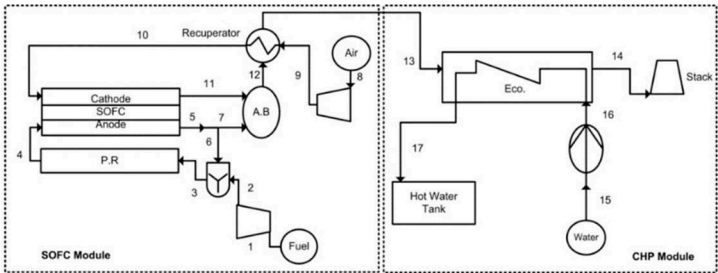 10
Recuperator
Air
13
14
Stack
Eco.
12
9
8
11
Cathode
SOFC
Anode
A.B
5
7
6
16
4
P.R
17
3
2
Hot Water
Tank
15
1
Fuel
Water
SOFC Module
CHP Module